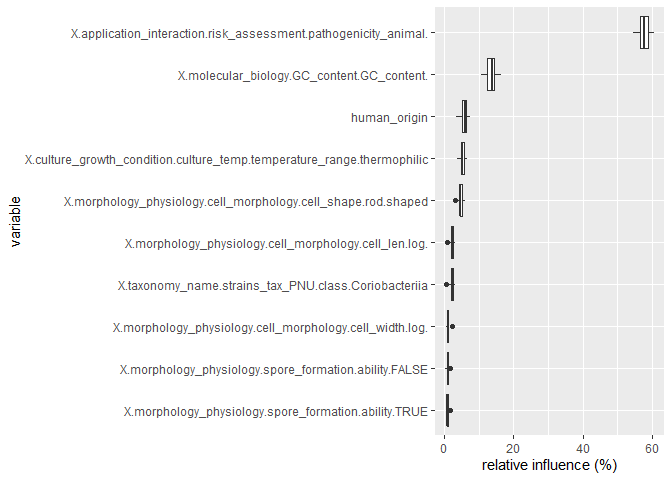 X.application_interaction.risk_assessment.pathogenicity_animal.
X.molecular_biology.GC_content.GC_content.
human_origin
X.culture_growth_condition.culture_temp.temperature_range.thermophilic
X.morphology_physiology.cell_morphology.cell_shape.rod.shaped
X.morphology_physiology.cell_morphology.cell_len.log.
X.taxonomy_name.strains_tax_PNU.class.Coriobacteriia
X.morphology_physiology.cell_morphology.cell_width.log.
X.morphology_physiology.spore_formation.ability.FALSE
X.morphology_physiology.spore_formation.ability.TRUE
variable
0 20 40 60
relative influence (%)